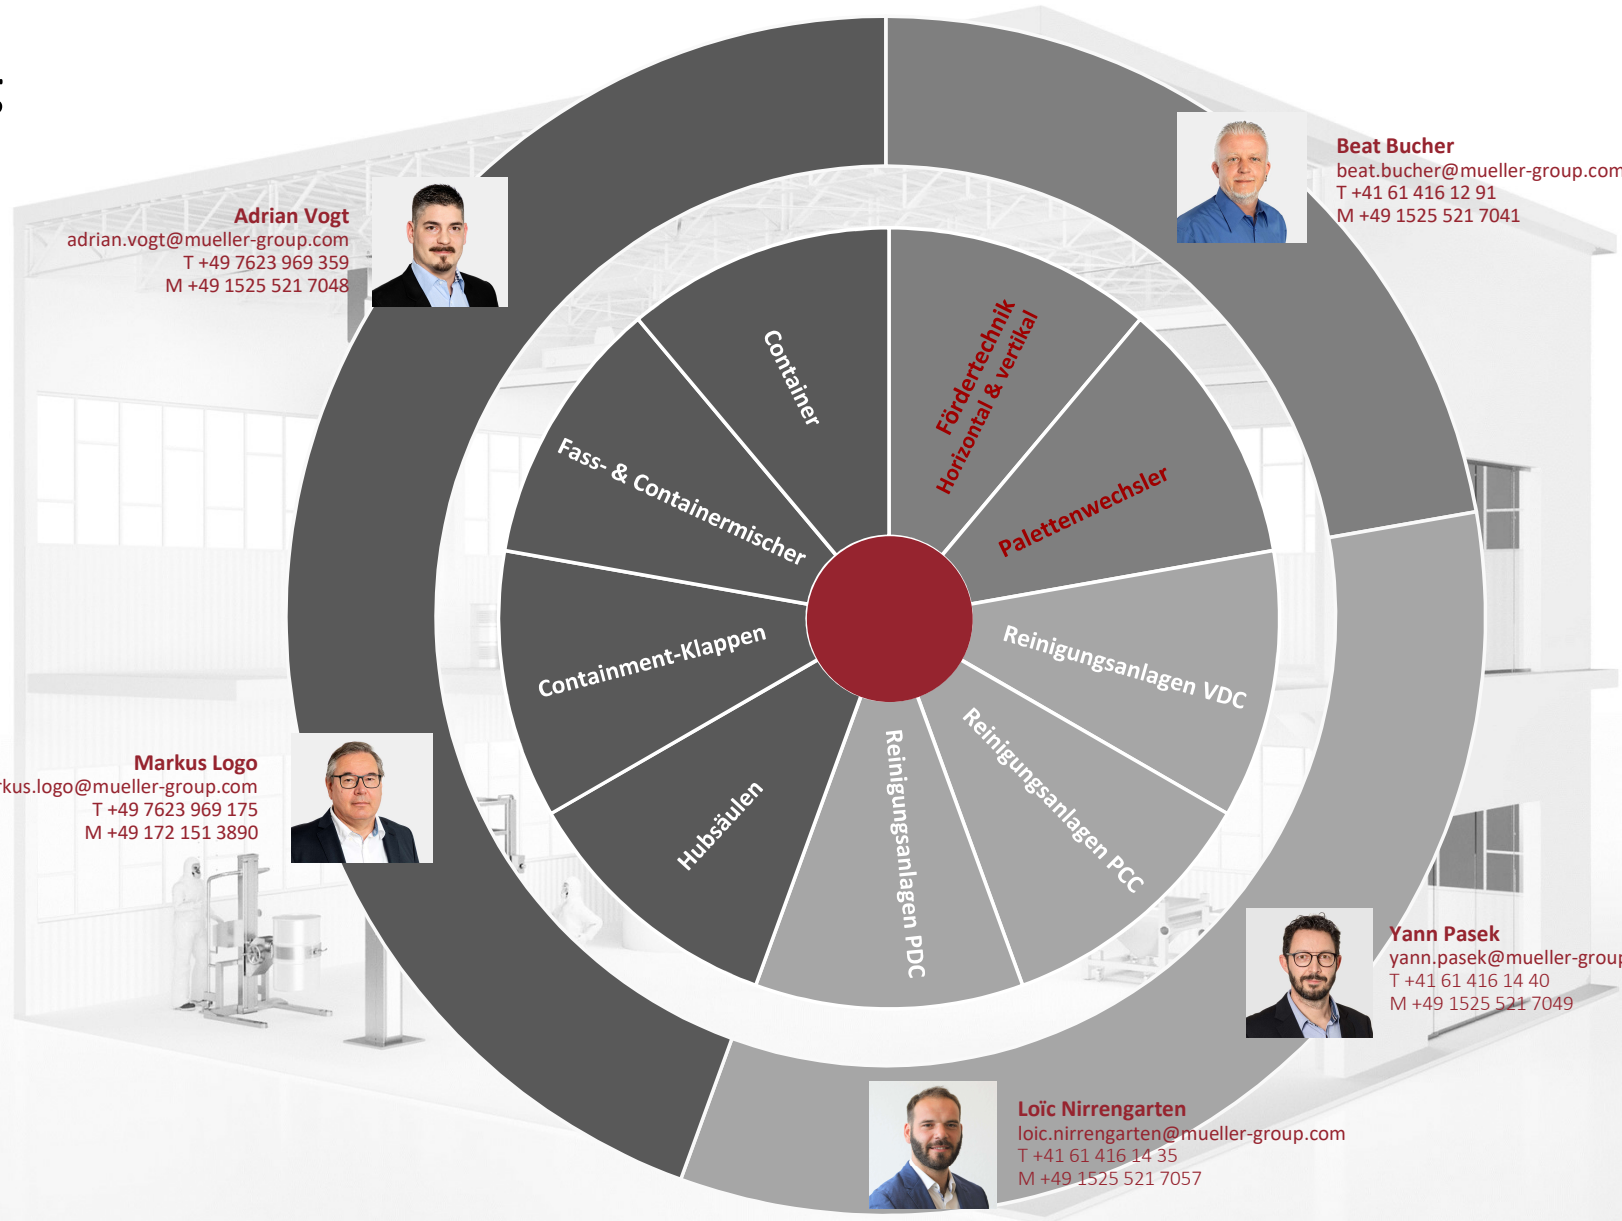 Beat Bucher
beat.bucher@mueller-group.com
T +41 61 416 12 91
M +49 1525 521 7041
Adrian Vogt
adrian.vogt@mueller-group.com
T +49 7623 969 359
M +49 1525 521 7048
Container
Fördertechnik
Horizontal & vertikal
Fass- & Containermischer
Palettenwechsler
Containment-Klappen
Reinigungsanlagen VDC
Hubsäulen
Reinigungsanlagen PDC
Reinigungsanlagen PCC
Markus Logo
rkus.logo@mueller-group.com
T +49 7623 969 175
M +49 172 151 3890
Yann Pasek
yann.pasek@mueller-group
T +41 61 416 14 40
M +49 1525 521 7049
Loïc Nirrengarten
loic.nirrengarten@mueller-group.com
T +41 61 416 14 35
M +49 1525 521 7057